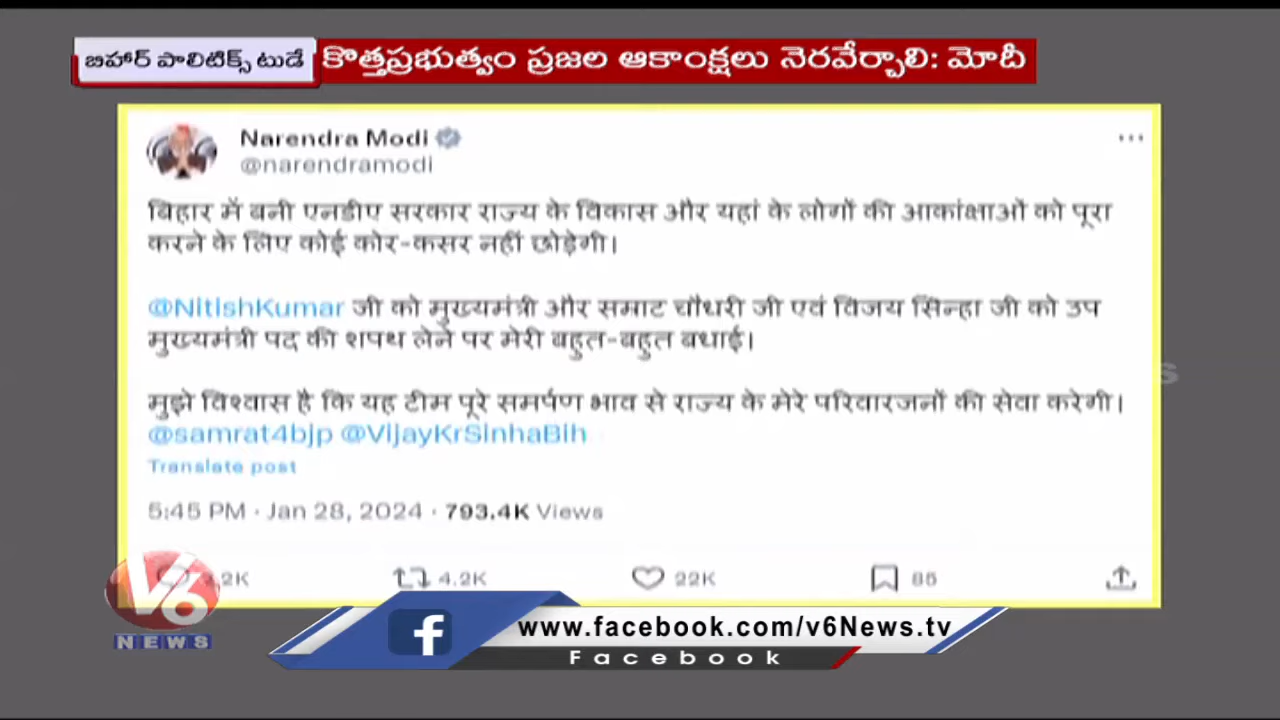 బిహార్ పాలిటిక్స్ టుడే కొత్తప్రభుత్వం ప్రజల ఆకాంక్షలు నెరవేర్చాలి: మోదీ
Narendra Modi
@narendramodi
बिहार में बनी एनडीए सरकार राज्य के विकास और यहां के लोगों की आकांक्षाओं को पूरा
करने के लिए कोई कोर-कसर नहीं छोड़ेगी।
@NitishKumar जी को मुख्यमंत्री और सम्राट चौधरी जी एवं विजय सिन्हा जी को उप
मुख्यमंत्री पद की शपथ लेने पर मेरी बहुत-बहुत बधाई।
मुझे विश्वास है कि यह टीम पूरे समर्पण भाव से राज्य के मेरे परिवारजनों की सेवा करेगी।
@samrat4bjp @VijayKrSinhaBih
Translate post
5:45 PM · Jan 28, 2024 · 793.4K Views
4.2K 22K 85
V6
NEWS
www.facebook.com/v6News.tv
Facebook